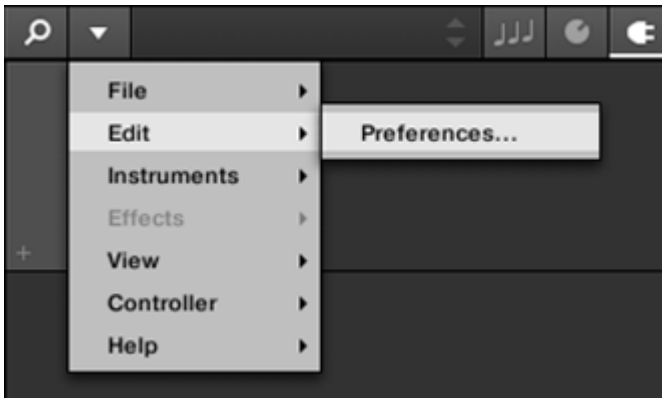 File
Edit
Preferences...
Instruments
Effects
View
Controller
Help